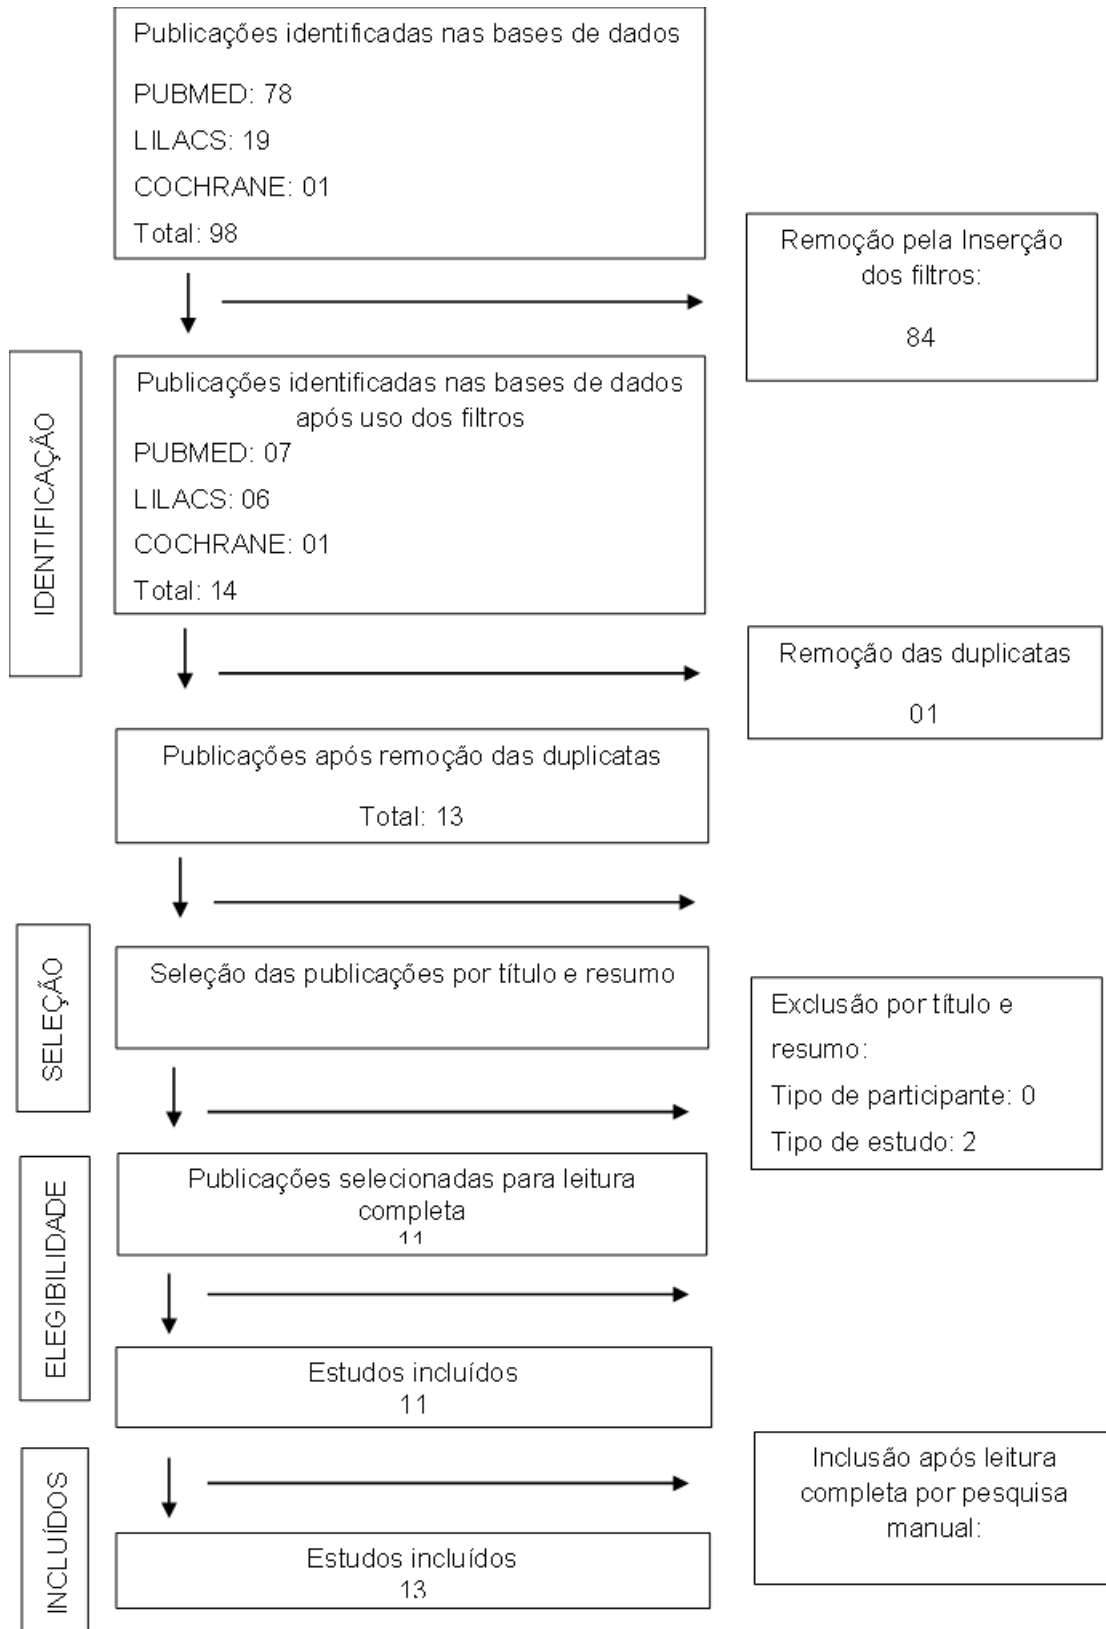 Publicações identificadas nas bases de dados
PUBMED: 78
LILACS: 19
COCHRANE: 01
Total: 98
Remoção pela Inserção
dos filtros:
84
IDENTIFICAÇÃO
Publicações identificadas nas bases de dados
após uso dos filtros
PUBMED: 07
LILACS: 06
COCHRANE: 01
Total: 14
Remoção das duplicatas
01
Publicações após remoção das duplicatas
Total: 13
SELEÇÃO
Seleção das publicações por título e resumo
Exclusão por título e
resumo:
Tipo de participante: 0
Tipo de estudo: 2
ELEGIBILIDADE
Publicações selecionadas para leitura
completa
11
Estudos incluídos
11
INCLUÍDOS
Inclusão após leitura
completa por pesquisa
manual:
Estudos incluídos
13